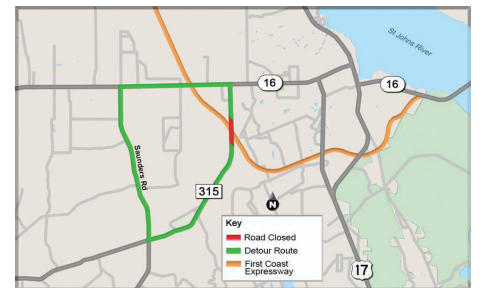 St Johns River
16
16
Saunders Rd
315
N
Key
Road Closed
Detour Route
First Coast
Expressway
17